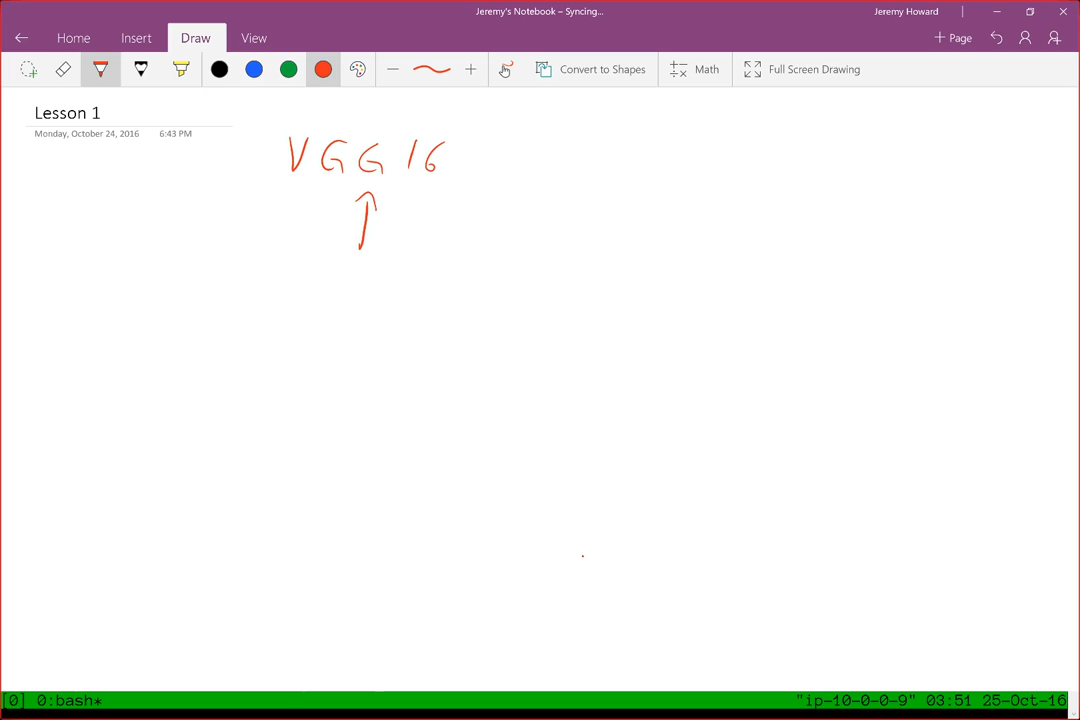 Jeremy's Notebook – Syncing...
Jeremy Howard
Home Insert Draw View
Page
Convert to Shapes
Math
Full Screen Drawing
Lesson 1
Monday, October 24, 2016 6:43 PM
VGG16
[0] 0:bash* "ip-10-0-0-9" 03:51 25-Oct-16